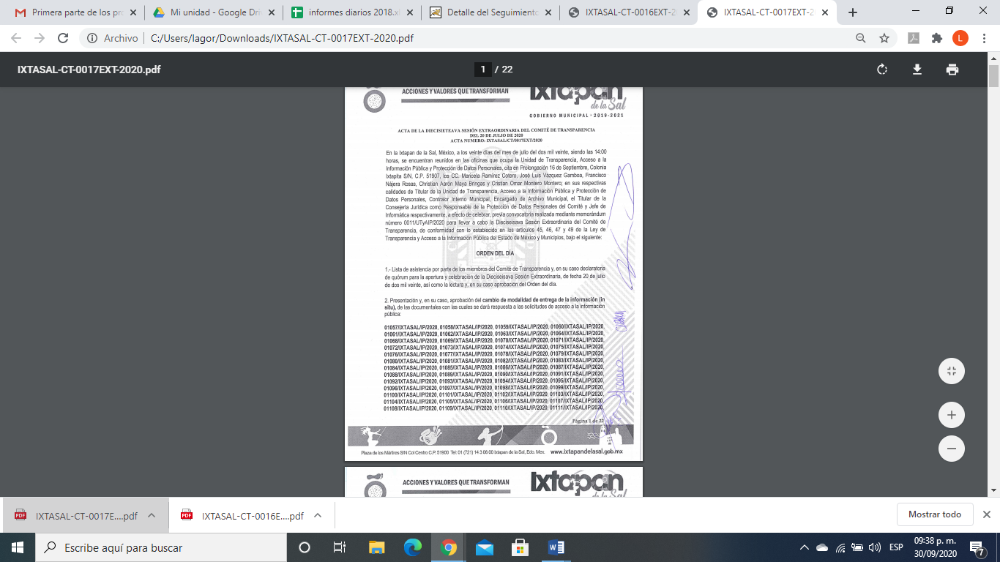 Primera parte de los pro
Mi unidad - Google Dri
informes diarios 2018.xl
Detalle del Seguimiento
IXTASAL-CT-0016EXT-2
IXTASAL-CT-0017EXT-2
Archivo
C:/Users/lagor/Downloads/IXTASAL-CT-0017EXT-2020.pdf
L
IXTASAL-CT-0017EXT-2020.pdf
1 / 22
ACCIONES Y VALORES QUE TRANSFORMAN
Ixtapan
de la Sal
GOBIERNO MUNICIPAL - 2019-2021
ACTA DE LA DIECISIETEAVA SESIÓN EXTRAORDINARIA DEL COMITÉ DE TRANSPARENCIA
DEL 20 DE JULIO DE 2020
ACTA NUMERO: IXTASAL/CT/0017EXT/2020
En la Ixtapan de la Sal, México, a los veinte días del mes de julio del dos mil veinte, siendo las 14:00
horas, se encuentran reunidos en las oficinas que ocupa la Unidad de Transparencia, Acceso a la
Información Pública y Protección de Datos Personales, cita en Prolongación 16 de Septiembre, Colonia
Ixtapita S/N, C.P. 51907, los CC. Maricela Ramírez Cotero, José Luis Vázquez Gamboa, Francisco
Nájera Rosas, Christian Aarón Maya Bringas y Cristian Omar Montero Montero; en sus respectivas
calidades de Titular de la Unidad de Transparencia, Acceso a la Información Pública y Protección de
Datos Personales, Contralor Interno Municipal, Encargado de Archivo Municipal, el Titular de la
Consejería Jurídica como Responsable de la Protección de Datos Personales del Comité y Jefe de
Informática respectivamente, a efecto de celebrar, previa convocatoria realizada mediante memorándum
número 0011/UTyAIP/2020 para llevar a cabo la Dieciseisava Sesión Extraordinaria del Comité de
Transparencia, de conformidad con lo establecido en los artículos 45, 46, 47 y 49 de la Ley de
Transparencia y Acceso a la Información Pública del Estado de México y Municipios, bajo el siguiente:
ORDEN DEL DÍA
1.- Lista de asistencia por parte de los miembros del Comité de Transparencia y, en su caso declaratoria
de quórum para la apertura y celebración de la Dieciseisava Sesión Extraordinaria, de fecha 20 de julio
de dos mil veinte, así como la lectura y, en su caso aprobación del Orden del día.
2. Presentación y, en su caso, aprobación del cambio de modalidad de entrega de la información (in
situ), de las documentales con las cuales se dará respuesta a las solicitudes de acceso a la información
pública:
01057/IXTASAL/IP/2020, 01058/IXTASAL/IP/2020, 01059/IXTASAL/IP/2020, 01060/IXTASAL/IP/2020,
01061/IXTASAL/IP/2020, 01062/IXTASAL/IP/2020, 01063/IXTASAL/IP/2020, 01064/IXTASAL/IP/2020,
01068/IXTASAL/IP/2020, 01069/IXTASAL/IP/2020, 01070/IXTASAL/IP/2020, 01071/IXTASAL/IP/2020,
01072/IXTASAL/IP/2020, 01073/IXTASAL/IP/2020, 01074/IXTASAL/IP/2020, 01075/IXTASAL/IP/2020,
01076/IXTASAL/IP/2020, 01077/IXTASAL/IP/2020, 01078/IXTASAL/IP/2020, 01079/IXTASAL/IP/2020,
01080/IXTASAL/IP/2020, 01081/IXTASAL/IP/2020, 01082/IXTASAL/IP/2020, 01083/IXTASAL/IP/2020,
01084/IXTASAL/IP/2020, 01085/IXTASAL/IP/2020, 01086/IXTASAL/IP/2020, 01087/IXTASAL/IP/2020,
01088/IXTASAL/IP/2020, 01089/IXTASAL/IP/2020, 01090/IXTASAL/IP/2020, 01091/IXTASAL/IP/2020,
01092/IXTASAL/IP/2020, 01093/IXTASAL/IP/2020, 01094/IXTASAL/IP/2020, 01095/IXTASAL/IP/2020,
01096/IXTASAL/IP/2020, 01097/IXTASAL/IP/2020, 01098/IXTASAL/IP/2020, 01099/IXTASAL/IP/2020,
01100/IXTASAL/IP/2020, 01101/IXTASAL/IP/2020, 01102/IXTASAL/IP/2020, 01103/IXTASAL/IP/2020,
01104/IXTASAL/IP/2020, 01105/IXTASAL/IP/2020, 01106/IXTASAL/IP/2020, 01107/IXTASAL/IP/2020,
01108/IXTASAL/IP/2020, 01109/IXTASAL/IP/2020, 01110/IXTASAL/IP/2020, 01111/IXTASAL/IP/2020,
Página 1 de 22
Plaza de los Mártires S/N Col Centro C.P. 51900 Tel: 01 (721) 14 3 06 00 Ixtapan de la Sal, Edo. Mex. www.ixtapandelasal.gob.mx
ACCIONES Y VALORES QUE TRANSFORMAN
Ixtapan
de la Sal
IXTASAL-CT-0017E....pdf
IXTASAL-CT-0016E....pdf
Mostrar todo
Escribe aquí para buscar
ESP
09:38 p. m.
30/09/2020
7